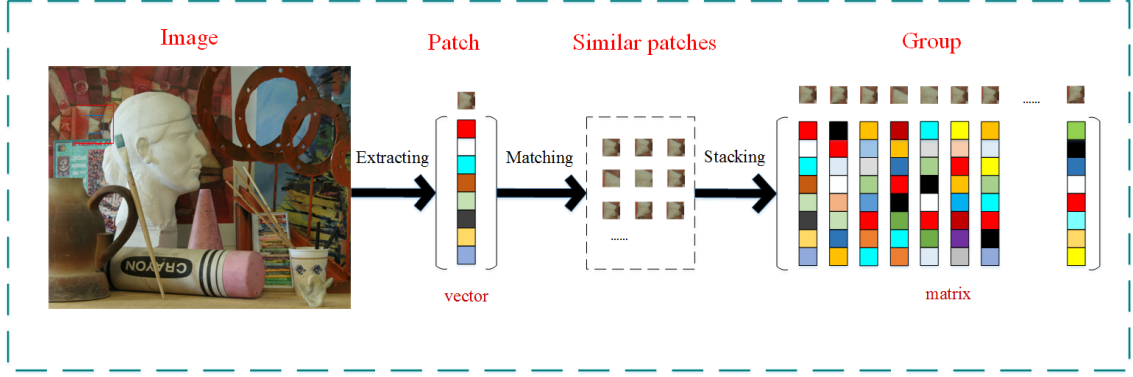 Image
Patch
Similar patches
Group
Extracting
Matching
Stacking
......
......
vector
matrix
CRAYON